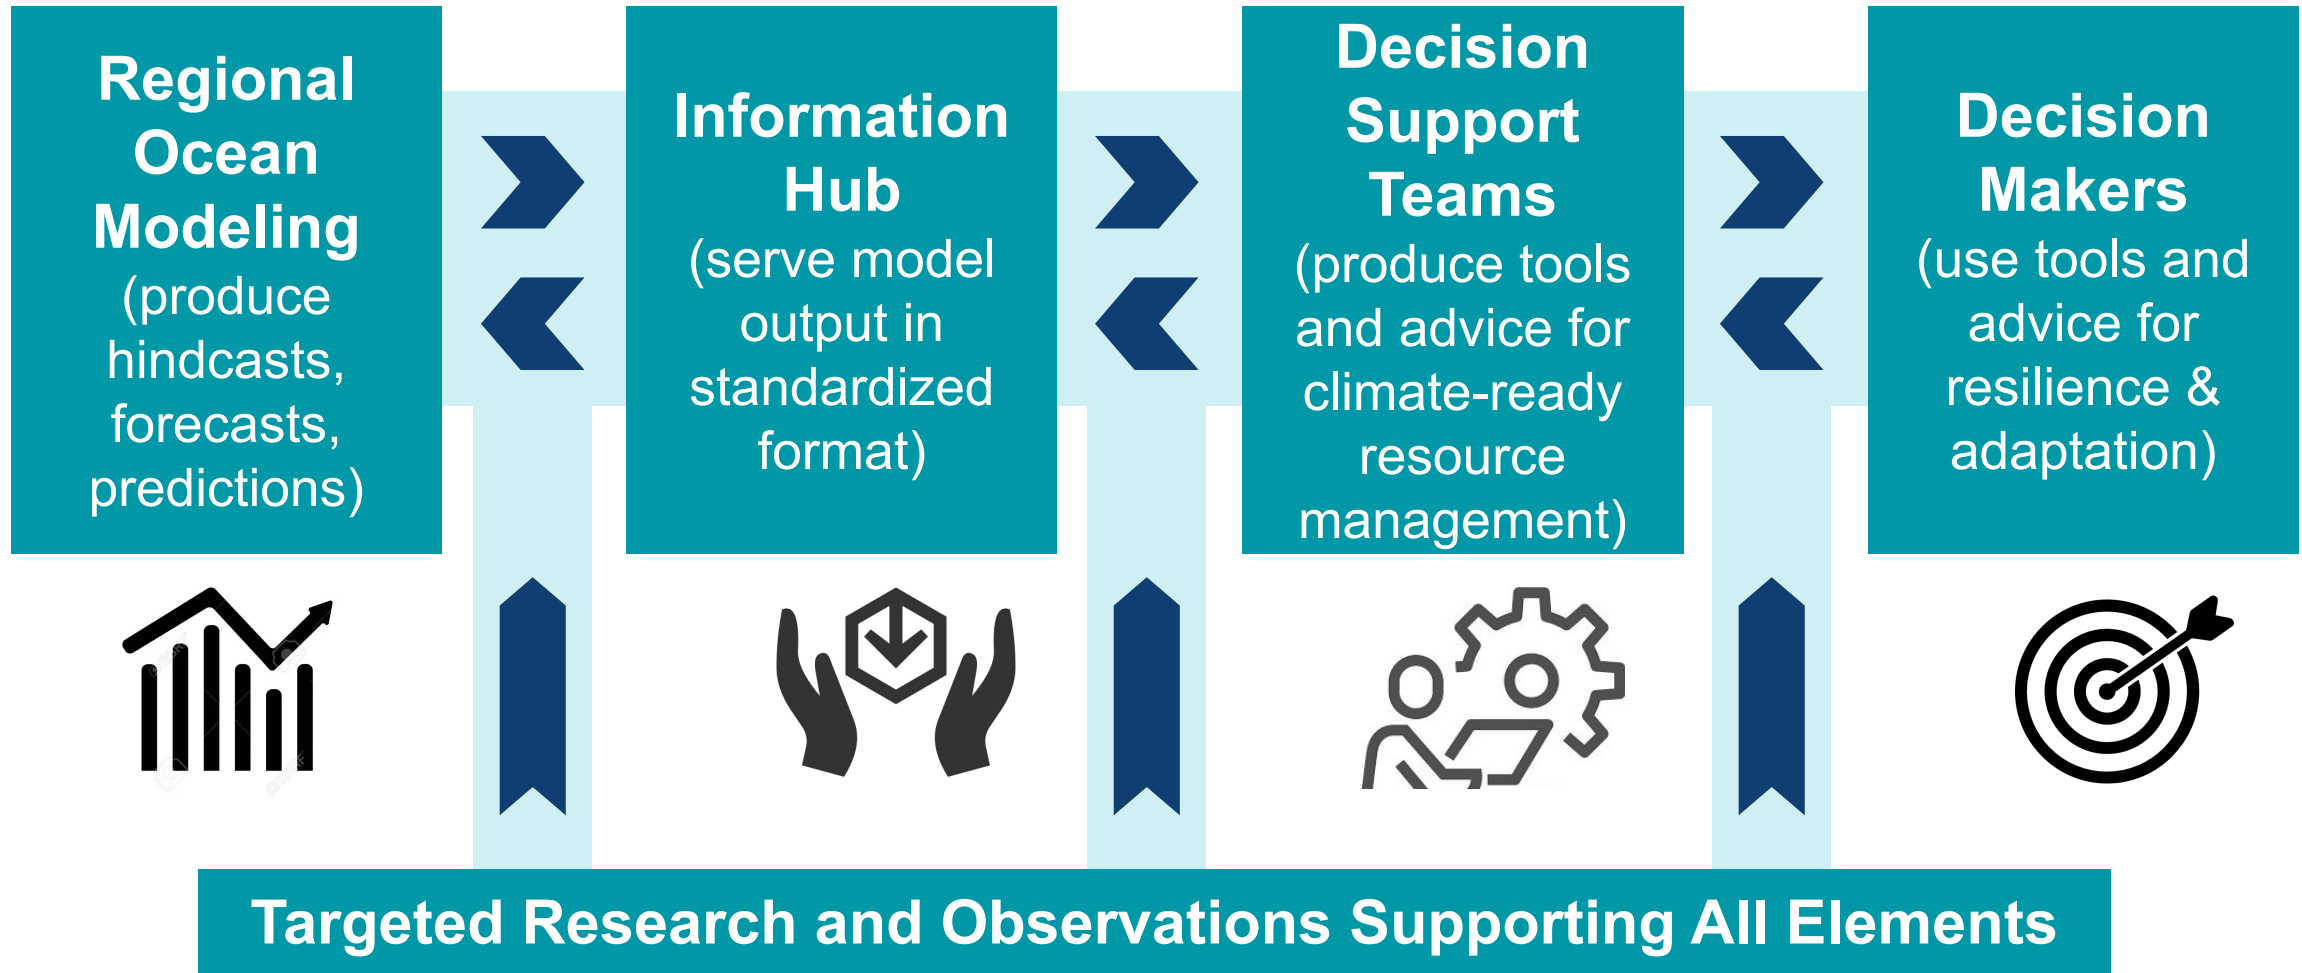 Regional
Ocean
Modeling
(produce
hindcasts,
forecasts,
predictions)
Information
Hub
(serve model
output in
standardized
format)
Decision
Support
Teams
(produce tools
and advice for
climate-ready
resource
management)
Decision
Makers
(use tools and
advice for
resilience &
adaptation)
Targeted Research and Observations Supporting All Elements